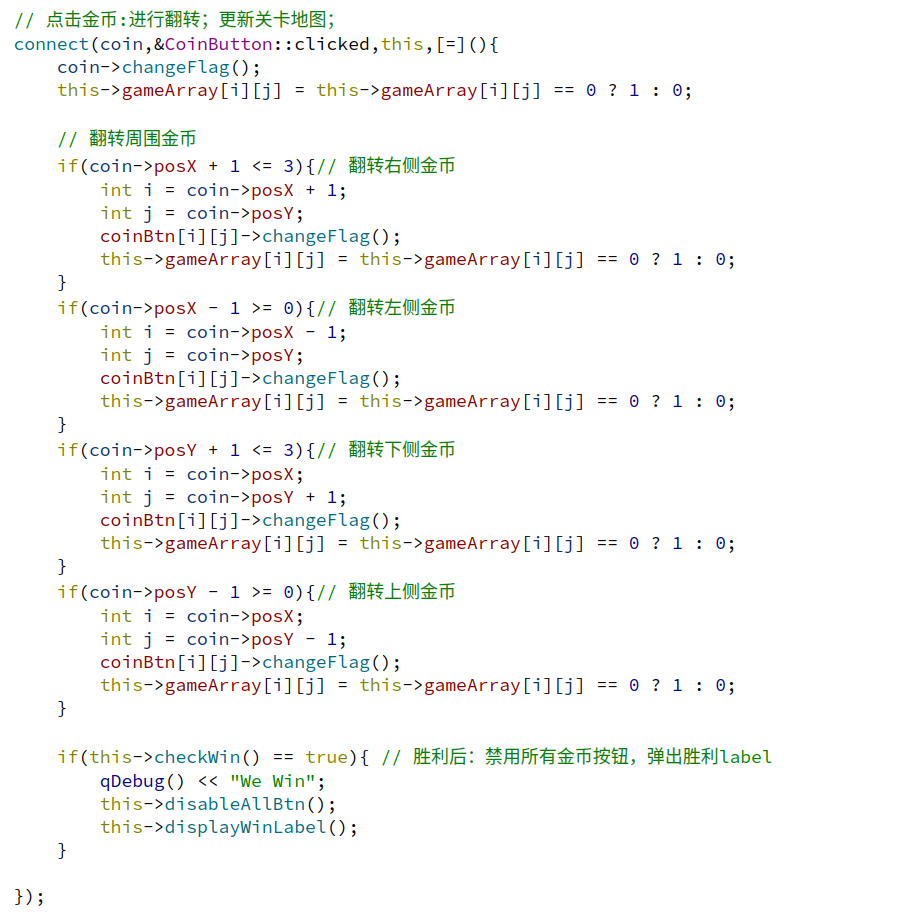 // 点击金币:进行翻转；更新关卡地图；
connect(coin,&CoinButton::clicked,this,[=](){
    coin->changeFlag();
    this->gameArray[i][j] = this->gameArray[i][j] == 0 ? 1 : 0;

    // 翻转周围金币
    if(coin->posX + 1 <= 3){// 翻转右侧金币
        int i = coin->posX + 1;
        int j = coin->posY;
        coinBtn[i][j]->changeFlag();
        this->gameArray[i][j] = this->gameArray[i][j] == 0 ? 1 : 0;
    }
    if(coin->posX - 1 >= 0){// 翻转左侧金币
        int i = coin->posX - 1;
        int j = coin->posY;
        coinBtn[i][j]->changeFlag();
        this->gameArray[i][j] = this->gameArray[i][j] == 0 ? 1 : 0;
    }
    if(coin->posY + 1 <= 3){// 翻转下侧金币
        int i = coin->posX;
        int j = coin->posY + 1;
        coinBtn[i][j]->changeFlag();
        this->gameArray[i][j] = this->gameArray[i][j] == 0 ? 1 : 0;
    }
    if(coin->posY - 1 >= 0){// 翻转上侧金币
        int i = coin->posX;
        int j = coin->posY - 1;
        coinBtn[i][j]->changeFlag();
        this->gameArray[i][j] = this->gameArray[i][j] == 0 ? 1 : 0;
    }

    if(this->checkWin() == true){ // 胜利后：禁用所有金币按钮，弹出胜利label
        qDebug() << "We Win";
        this->disableAllBtn();
        this->displayWinLabel();
    }

});